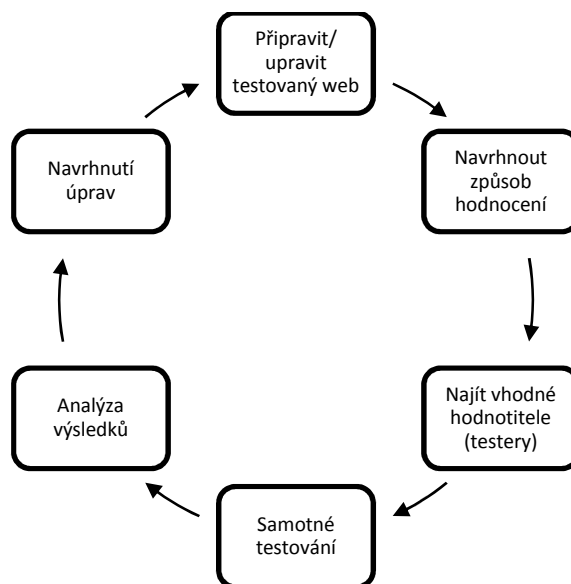 Připravit/
upravit
testovaný web
Navrhnout
způsob
hodnocení
Najít vhodné
hodnotitele
(testery)
Samotné
testování
Analýza
výsledků
Navrhnutí
úprav